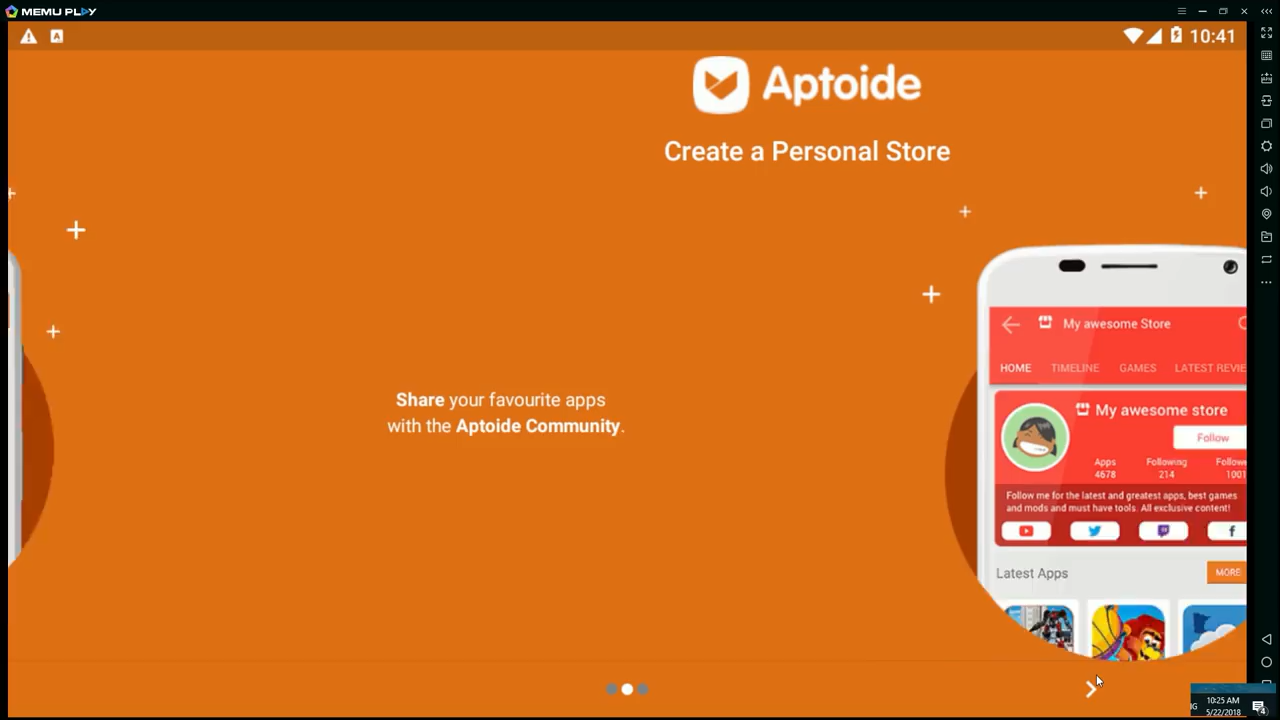 MEMU PLAY
10:41
Aptoide
Create a Personal Store
Share your favourite apps
with the Aptoide Community.
My awesome Store
HOME TIMELINE GAMES LATEST REVIE
My awesome store
Follow
Apps Following Followe
4678 214 1001
Follow me for the latest and greatest apps, best games
and mods and must have tools. All exclusive content!
Latest Apps
MORE
10:25 AM
5/22/2018